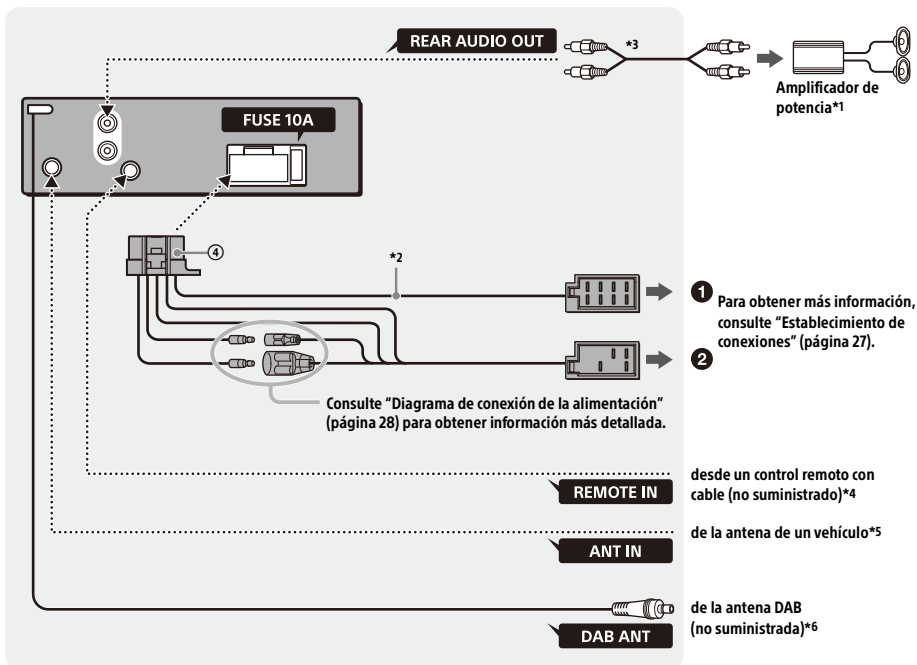 REAR AUDIO OUT
*3
Amplificador de
potencia*1
FUSE 10A
4
*2
1
Para obtener más información,
consulte “Establecimiento de
conexiones” (página 27).
2
Consulte “Diagrama de conexión de la alimentación”
(página 28) para obtener información más detallada.
REMOTE IN
desde un control remoto con
cable (no suministrado)*4
ANT IN
de la antena de un vehículo*5
DAB ANT
de la antena DAB
(no suministrada)*6